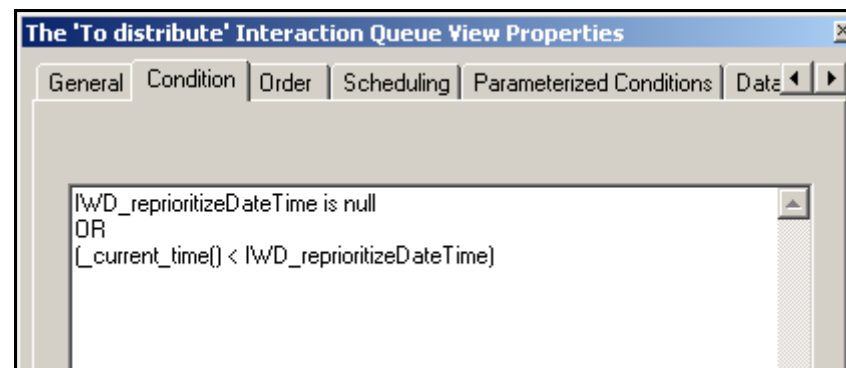 The 'To distribute' Interaction Queue View Properties
General Condition Order Scheduling Parameterized Conditions Data
IWD_reprioritizeDateTime is null
OR
(_current_time() < IWD_reprioritizeDateTime)